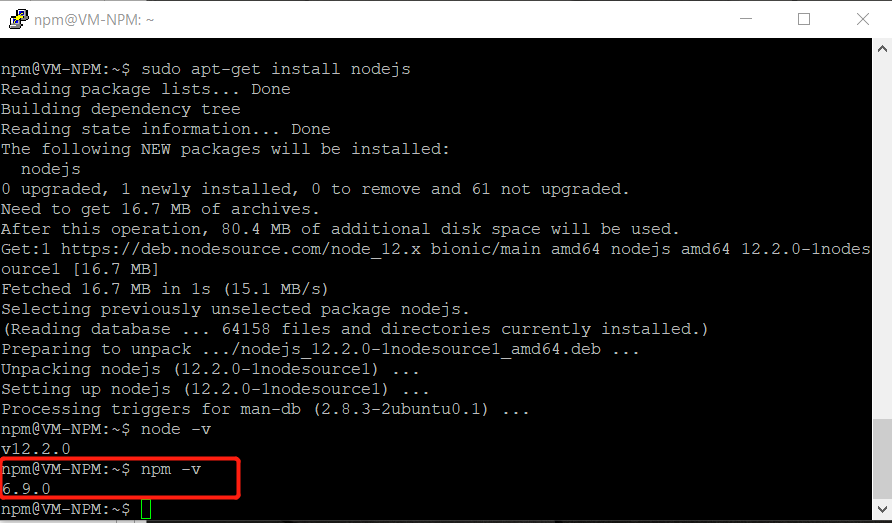 npm@VM-NPM: ~
npm@VM-NPM:~$ sudo apt-get install nodejs
Reading package lists... Done
Building dependency tree
Reading state information... Done
The following NEW packages will be installed:
  nodejs
0 upgraded, 1 newly installed, 0 to remove and 61 not upgraded.
Need to get 16.7 MB of archives.
After this operation, 80.4 MB of additional disk space will be used.
Get:1 https://deb.nodesource.com/node_12.x bionic/main amd64 nodejs amd64 12.2.0-1nodes
ource1 [16.7 MB]
Fetched 16.7 MB in 1s (15.1 MB/s)
Selecting previously unselected package nodejs.
(Reading database ... 64158 files and directories currently installed.)
Preparing to unpack .../nodejs_12.2.0-1nodesource1_amd64.deb ...
Unpacking nodejs (12.2.0-1nodesource1) ...
Setting up nodejs (12.2.0-1nodesource1) ...
Processing triggers for man-db (2.8.3-2ubuntu0.1) ...
npm@VM-NPM:~$ node -v
v12.2.0
npm@VM-NPM:~$ npm -v
6.9.0
npm@VM-NPM:~$